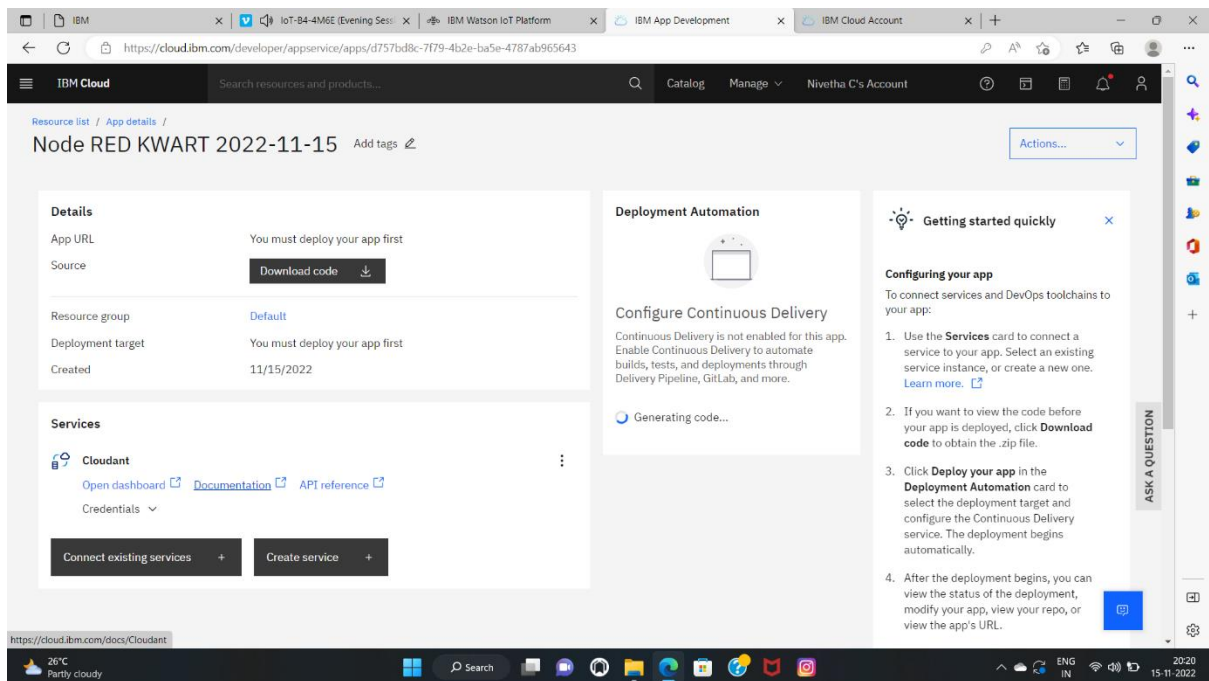 IBM
IoT-B4-4M6E (Evening Sess
IBM Watson IoT Platform
IBM App Development
IBM Cloud Account
https://cloud.ibm.com/developer/appservice/apps/d757bd8c-7f79-4b2e-ba5e-4787ab965643
IBM Cloud
Search resources and products...
Catalog
Manage
Nivetha C's Account
Resource list / App details /
Node RED KWART 2022-11-15
Add tags
Actions...
Details
App URL
You must deploy your app first
Source
Download code
Resource group
Default
Deployment target
You must deploy your app first
Created
11/15/2022
Services
Cloudant
Open dashboard
Documentation
API reference
Credentials
Connect existing services +
Create service +
Deployment Automation
Configure Continuous Delivery
Continuous Delivery is not enabled for this app.
Enable Continuous Delivery to automate
builds, tests, and deployments through
Delivery Pipeline, GitLab, and more.
Generating code...
Getting started quickly
Configuring your app
To connect services and DevOps toolchains to
your app:
1. Use the Services card to connect a
service to your app. Select an existing
service instance, or create a new one.
Learn more.
2. If you want to view the code before
your app is deployed, click Download
code to obtain the .zip file.
3. Click Deploy your app in the
Deployment Automation card to
select the deployment target and
configure the Continuous Delivery
service. The deployment begins
automatically.
4. After the deployment begins, you can
view the status of the deployment,
modify your app, view your repo, or
view the app's URL.
ASK A QUESTION
https://cloud.ibm.com/docs/Cloudant
26°C
Partly cloudy
Search
ENG
IN
20:20
15-11-2022